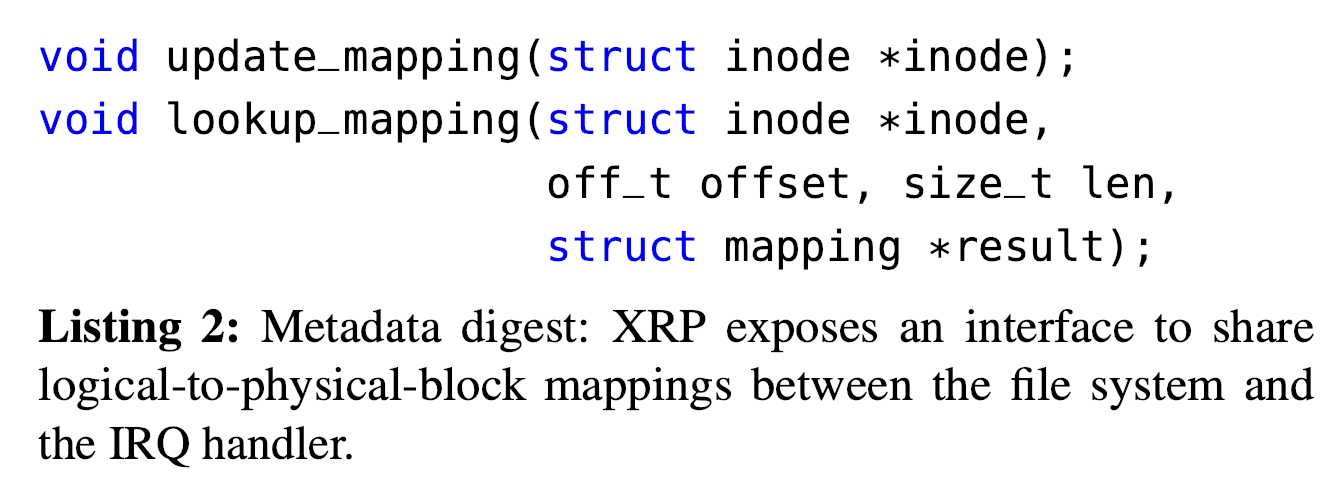 void update_mapping(struct inode *inode);
void lookup_mapping(struct inode *inode,
off_t offset, size_t len,
struct mapping *result);
Listing 2: Metadata digest: XRP exposes an interface to share
logical-to-physical-block mappings between the file system and
the IRQ handler.